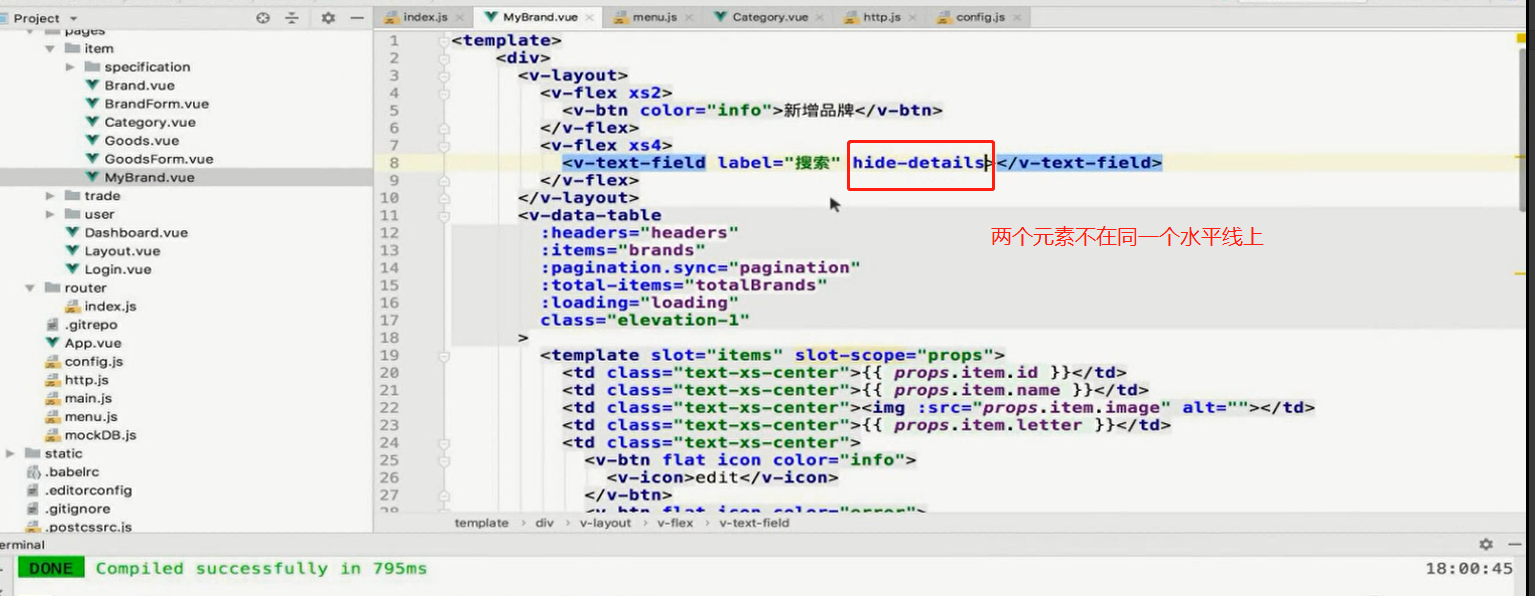 Project
index.js
MyBrand.vue
menu.js
Category.vue
http.js
config.js
pages
item
specification
Brand.vue
BrandForm.vue
Category.vue
Goods.vue
GoodsForm.vue
MyBrand.vue
trade
user
Dashboard.vue
Layout.vue
Login.vue
router
index.js
.gitrepo
App.vue
config.js
http.js
main.js
menu.js
mockDB.js
static
.babelrc
.editorconfig
.gitignore
.postcssrc.js
1 <template>
2 <div>
3 <v-layout>
4 <v-flex xs2>
5 <v-btn color="info">新增品牌</v-btn>
6 </v-flex>
7 <v-flex xs4>
8 <v-text-field label="搜索" hide-details></v-text-field>
9 </v-flex>
10 </v-layout>
11 <v-data-table
12 :headers="headers"
13 :items="brands"
14 :pagination.sync="pagination"
15 :total-items="totalBrands"
16 :loading="loading"
17 class="elevation-1"
18 >
19 <template slot="items" slot-scope="props">
20 <td class="text-xs-center">{{ props.item.id }}</td>
21 <td class="text-xs-center">{{ props.item.name }}</td>
22 <td class="text-xs-center"><img :src="props.item.image" alt=""></td>
23 <td class="text-xs-center">{{ props.item.letter }}</td>
24 <td class="text-xs-center">
25 <v-btn flat icon color="info">
26 <v-icon>edit</v-icon>
27 </v-btn>
28 <v-btn flat icon color="error">
两个元素不在同一个水平线上
template › div › v-layout › v-flex › v-text-field
erminal
DONE Compiled successfully in 795ms
18:00:45